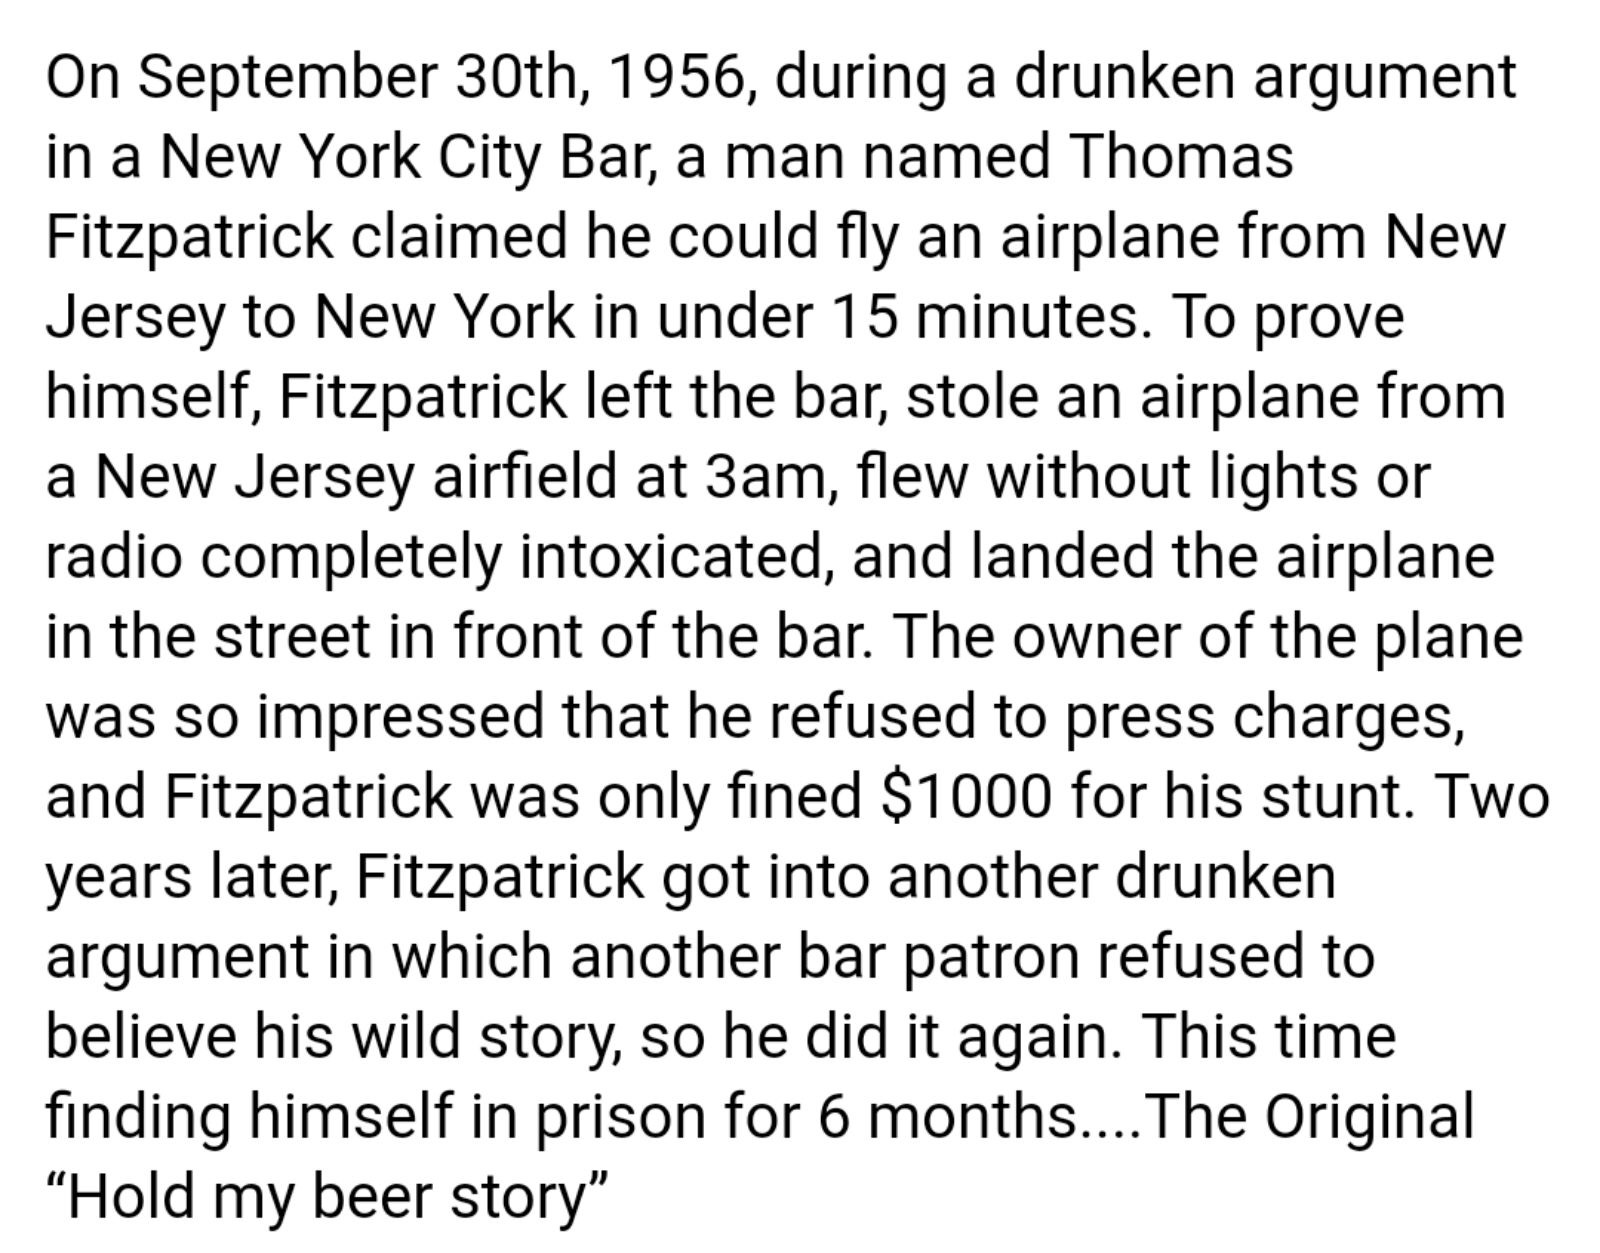 On September 30th, 1956, during a drunken argument
in a New York City Bar, a man named Thomas
Fitzpatrick claimed he could fly an airplane from New
Jersey to New York in under 15 minutes. To prove
himself, Fitzpatrick left the bar, stole an airplane from
a New Jersey airfield at 3am, flew without lights or
radio completely intoxicated, and landed the airplane
in the street in front of the bar. The owner of the plane
was so impressed that he refused to press charges,
and Fitzpatrick was only fined $1000 for his stunt. Two
years later, Fitzpatrick got into another drunken
argument in which another bar patron refused to
believe his wild story, so he did it again. This time
finding himself in prison for 6 months....The Original
“Hold my beer story”